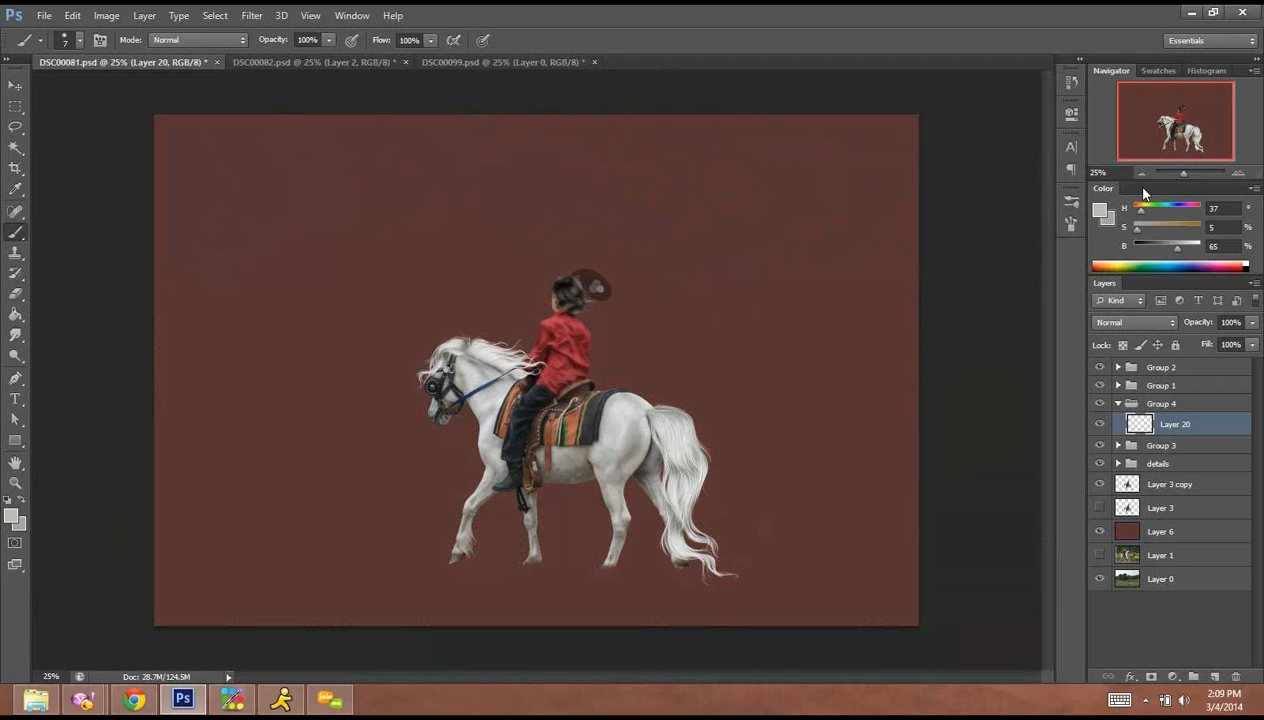 Ps File Edit Image Layer Type Select Filter 3D View Window Help
7 Mode: Normal Opacity: 100% Flow: 100% Essentials
DSC00081.psd @ 25% (Layer 20, RGB/8) * × DSC00082.psd @ 25% (Layer 2, RGB/8) * × DSC00099.psd @ 25% (Layer 0, RGB/8) * ×
Navigator Swatches Histogram
25%
Color
H 37 °
S 5 %
B 65 %
Layers
Kind
Normal Opacity: 100%
Lock: Fill: 100%
Group 2
Group 1
Group 4
Layer 20
Group 3
details
Layer 3 copy
Layer 3
Layer 6
Layer 1
Layer 0
25% Doc: 28.7M/124.5M
fx
Ps
2:09 PM
3/4/2014